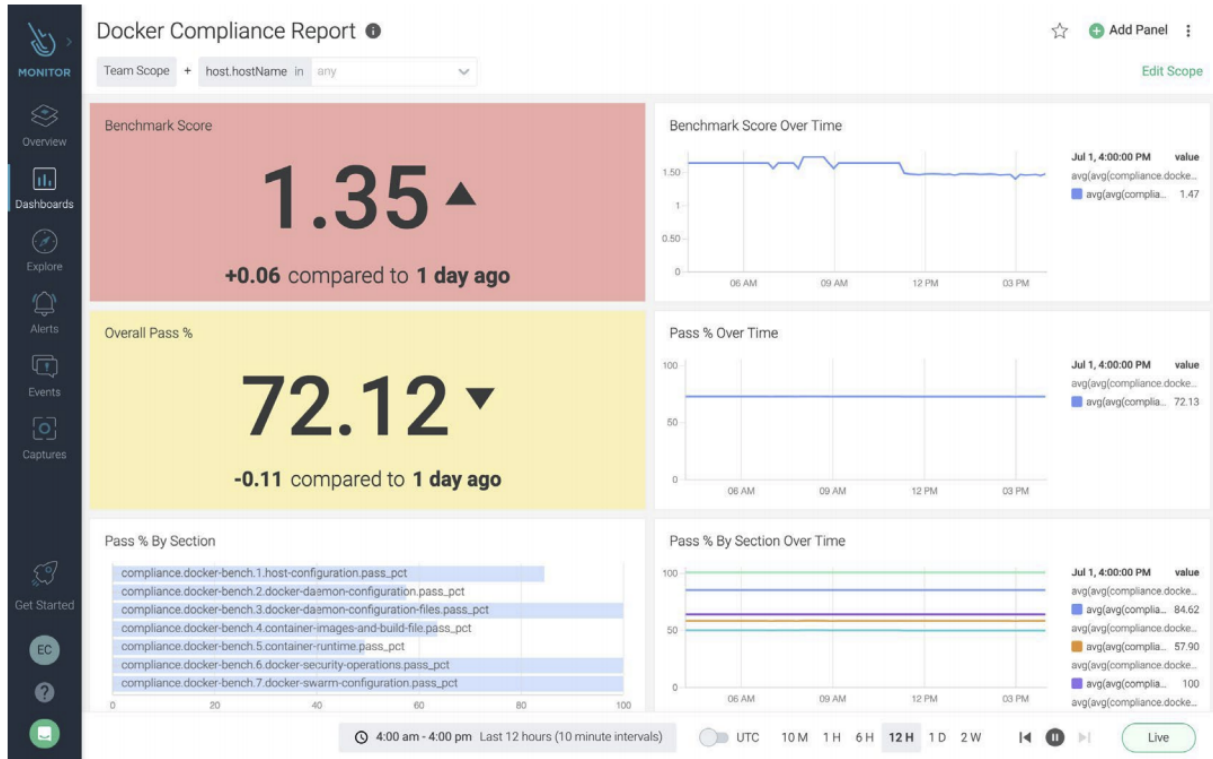 Docker Compliance Report
Add Panel
MONITOR
Team Scope + host.hostName in any
Edit Scope
Overview
Dashboards
Explore
Alerts
Events
Captures
Get Started
EC
?
Benchmark Score
1.35
+0.06 compared to 1 day ago
Benchmark Score Over Time
1.50
1
0.50
0
06 AM 09 AM 12 PM 03 PM
Jul 1, 4:00:00 PM value
avg(avg(compliance.docke...
avg(avg(complia... 1.47
Overall Pass %
72.12
-0.11 compared to 1 day ago
Pass % Over Time
100
50
0
06 AM 09 AM 12 PM 03 PM
Jul 1, 4:00:00 PM value
avg(avg(compliance.docke...
avg(avg(complia... 72.13
Pass % By Section
compliance.docker-bench.1.host-configuration.pass_pct
compliance.docker-bench.2.docker-daemon-configuration.pass_pct
compliance.docker-bench.3.docker-daemon-configuration-files.pass_pct
compliance.docker-bench.4.container-images-and-build-file.pass_pct
compliance.docker-bench.5.container-runtime.pass_pct
compliance.docker-bench.6.docker-security-operations.pass_pct
compliance.docker-bench.7.docker-swarm-configuration.pass_pct
0 20 40 60 80 100
Pass % By Section Over Time
100
50
0
06 AM 09 AM 12 PM 03 PM
Jul 1, 4:00:00 PM value
avg(avg(compliance.docke...
avg(avg(complia... 84.62
avg(avg(compliance.docke...
avg(avg(complia... 57.90
avg(avg(compliance.docke...
avg(avg(complia... 100
avg(avg(compliance.docke...
4:00 am - 4:00 pm Last 12 hours (10 minute intervals)
UTC 10 M 1 H 6 H 12 H 1 D 2 W
Live